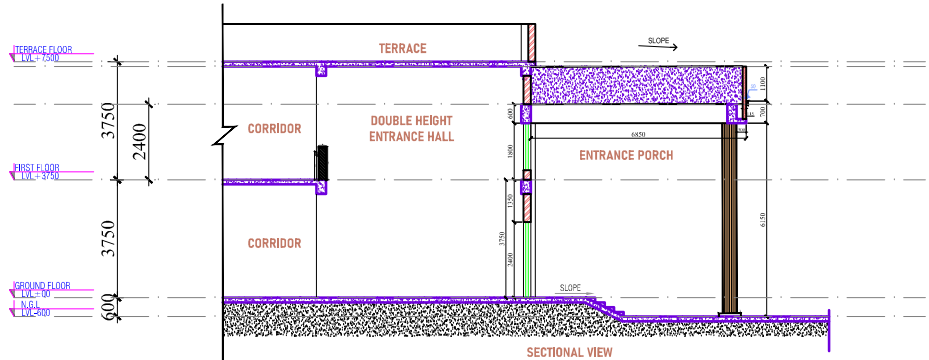 SLOPE
TERRACE FLOOR
LVL+7500
TERRACE
1100
3750
2400
600
700
CORRIDOR
DOUBLE HEIGHT
ENTRANCE HALL
6850
ENTRANCE PORCH
1800
FIRST FLOOR
LVL+3750
1350
3750
3750
6150
CORRIDOR
2400
GROUND FLOOR
LVL±00
SLOPE
N.G.L
LVL-600
600
SECTIONAL VIEW